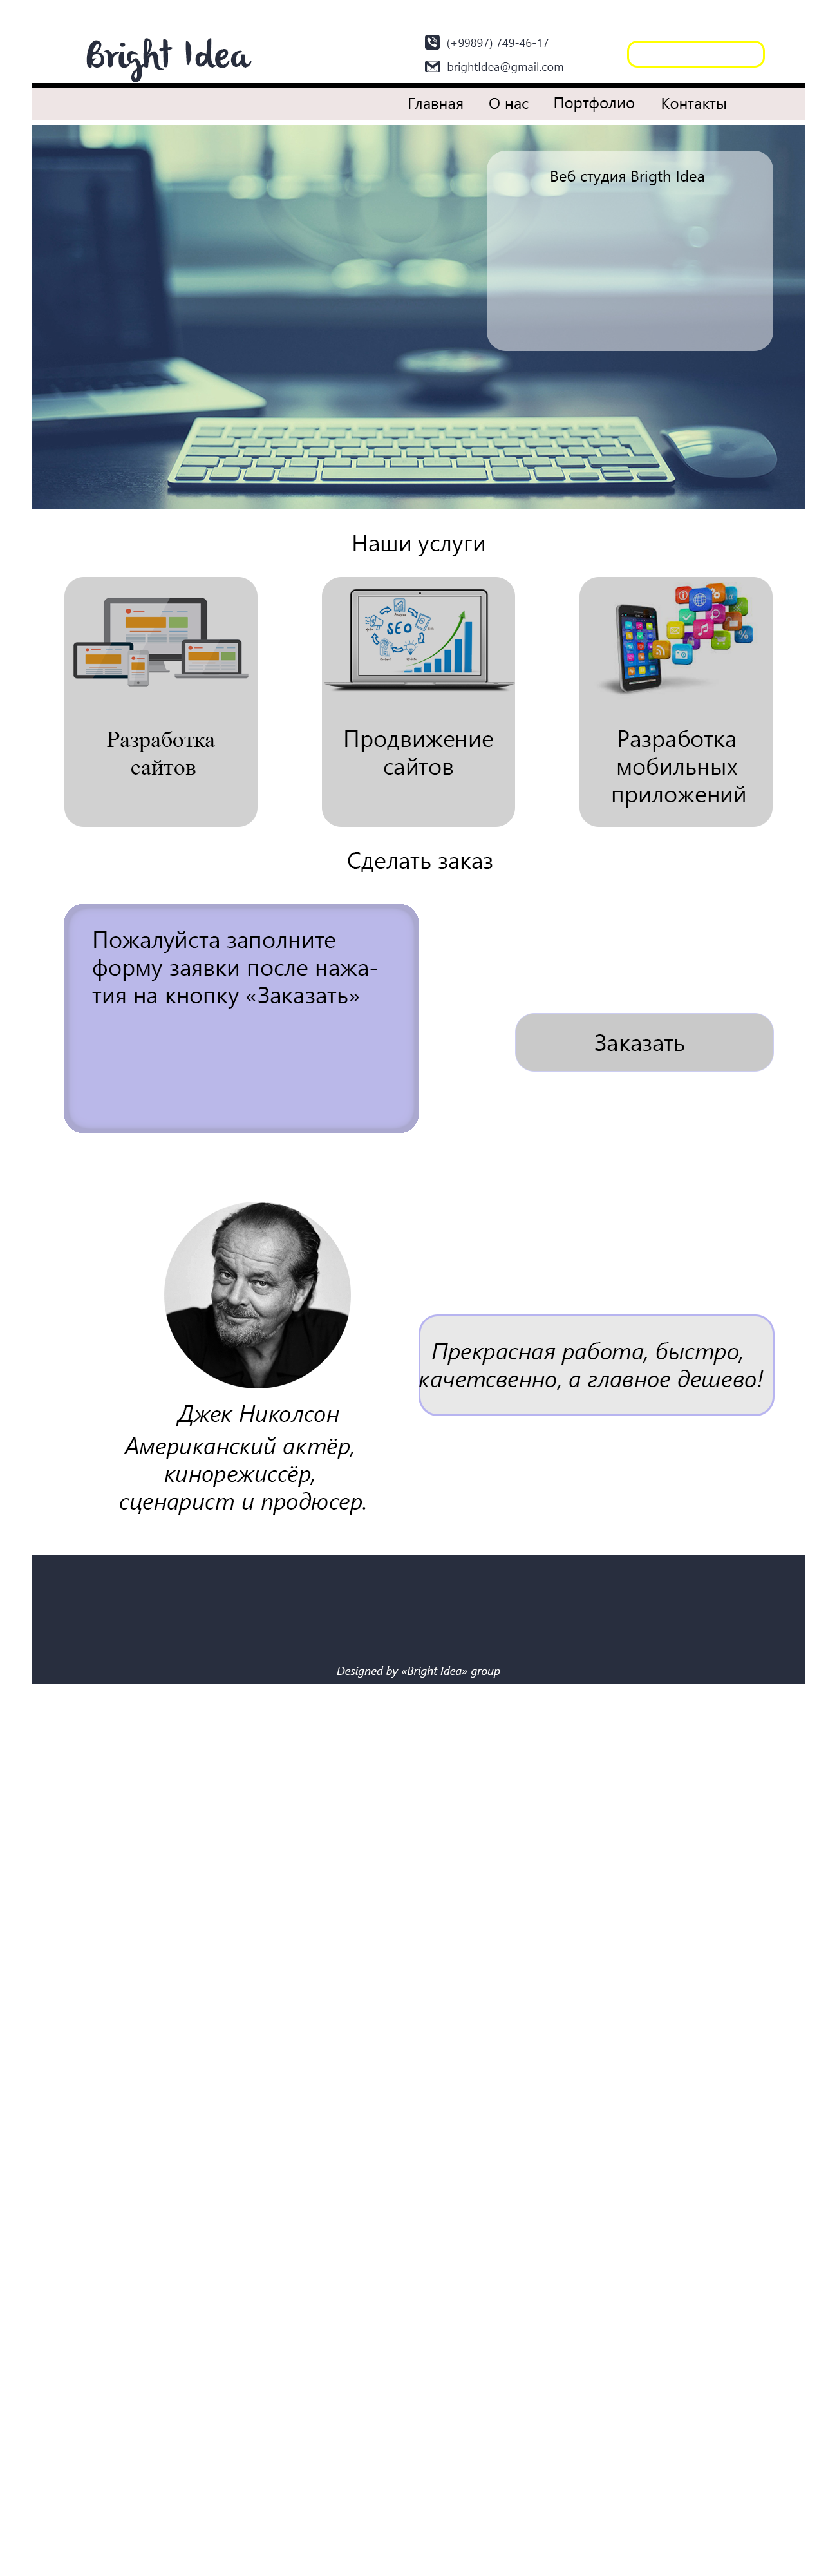 Bright Idea
(+99897) 749-46-17
brightIdea@gmail.com
Главная О нас Портфолио Контакты
Веб студия Brigth Idea
Наши услуги
SEO
Разработка
сайтов
Продвижение
сайтов
Разработка
мобильных
приложений
Сделать заказ
Пожалуйста заполните
форму заявки после нажа-
тия на кнопку «Заказать»
Заказать
Прекрасная работа, быстро,
качетсвенно, а главное дешево!
Джек Николсон
Американский актёр,
кинорежиссёр,
сценарист и продюсер.
Designed by «Bright Idea» group